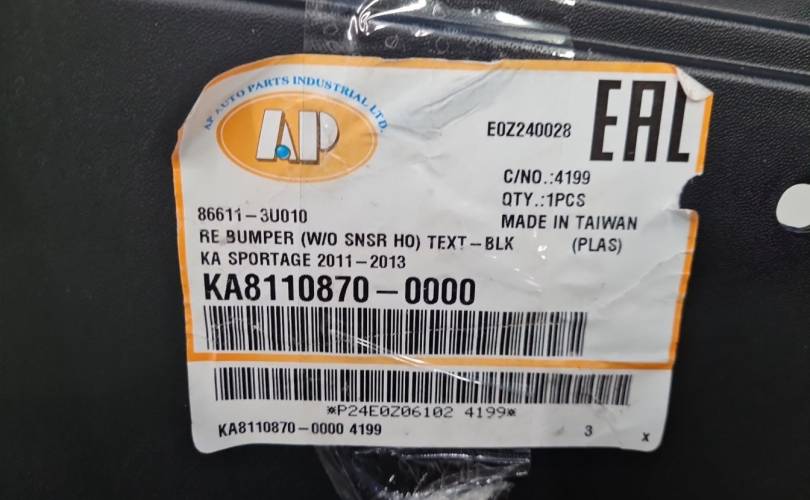 AP AUTO PARTS INDUSTRIAL LTD.
AP
EAC
E0Z240028
C/NO.:4199
QTY.:1PCS
MADE IN TAIWAN
86611-3U010
RE BUMPER (W/O SNSR HO) TEXT-BLK (PLAS)
KA SPORTAGE 2011-2013
KA8110870-0000
*P24E0Z06102 4199*
KA8110870-0000 4199 3 x